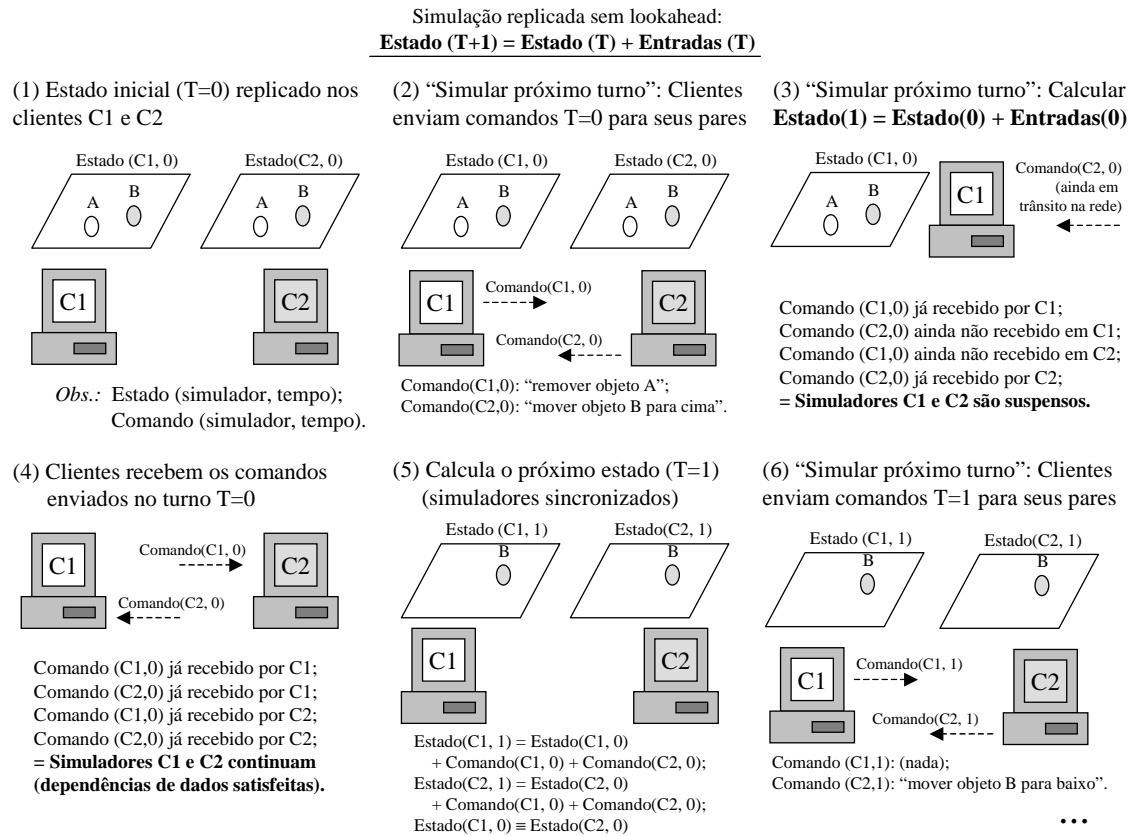 Simulação replicada sem lookahead:
Estado (T+1) = Estado (T) + Entradas (T)
(1) Estado inicial (T=0) replicado nos
clientes C1 e C2
Estado (C1, 0)
Estado(C2, 0)
A
B
A
B
C1
C2
Obs.: Estado (simulador, tempo);
Comando (simulador, tempo).
(2) “Simular próximo turno”: Clientes
enviam comandos T=0 para seus pares
Estado (C1, 0)
Estado(C2, 0)
A
B
A
B
C1
Comando(C1, 0)
Comando(C2, 0)
C2
Comando(C1,0): “remover objeto A”;
Comando(C2,0): “mover objeto B para cima”.
(3) “Simular próximo turno”: Calcular
Estado(1) = Estado(0) + Entradas(0)
Estado (C1, 0)
A
B
C1
Comando(C2, 0)
(ainda em
trânsito na rede)
Comando (C1,0) já recebido por C1;
Comando (C2,0) ainda não recebido em C1;
Comando (C1,0) ainda não recebido em C2;
Comando (C2,0) já recebido por C2;
= Simuladores C1 e C2 são suspensos.
(4) Clientes recebem os comandos
enviados no turno T=0
C1
Comando(C1, 0)
Comando(C2, 0)
C2
Comando (C1,0) já recebido por C1;
Comando (C2,0) já recebido por C1;
Comando (C1,0) já recebido por C2;
Comando (C2,0) já recebido por C2;
= Simuladores C1 e C2 continuam
(dependências de dados satisfeitas).
(5) Calcula o próximo estado (T=1)
(simuladores sincronizados)
Estado (C1, 1)
Estado(C2, 1)
B
B
C1
C2
Estado(C1, 1) = Estado(C1, 0)
+ Comando(C1, 0) + Comando(C2, 0);
Estado(C2, 1) = Estado(C2, 0)
+ Comando(C1, 0) + Comando(C2, 0);
Estado(C1, 0) ≡ Estado(C2, 0)
(6) “Simular próximo turno”: Clientes
enviam comandos T=1 para seus pares
Estado (C1, 1)
Estado(C2, 1)
B
B
C1
Comando(C1, 1)
Comando(C2, 1)
C2
Comando (C1,1): (nada);
Comando (C2,1): “mover objeto B para baixo”.
...